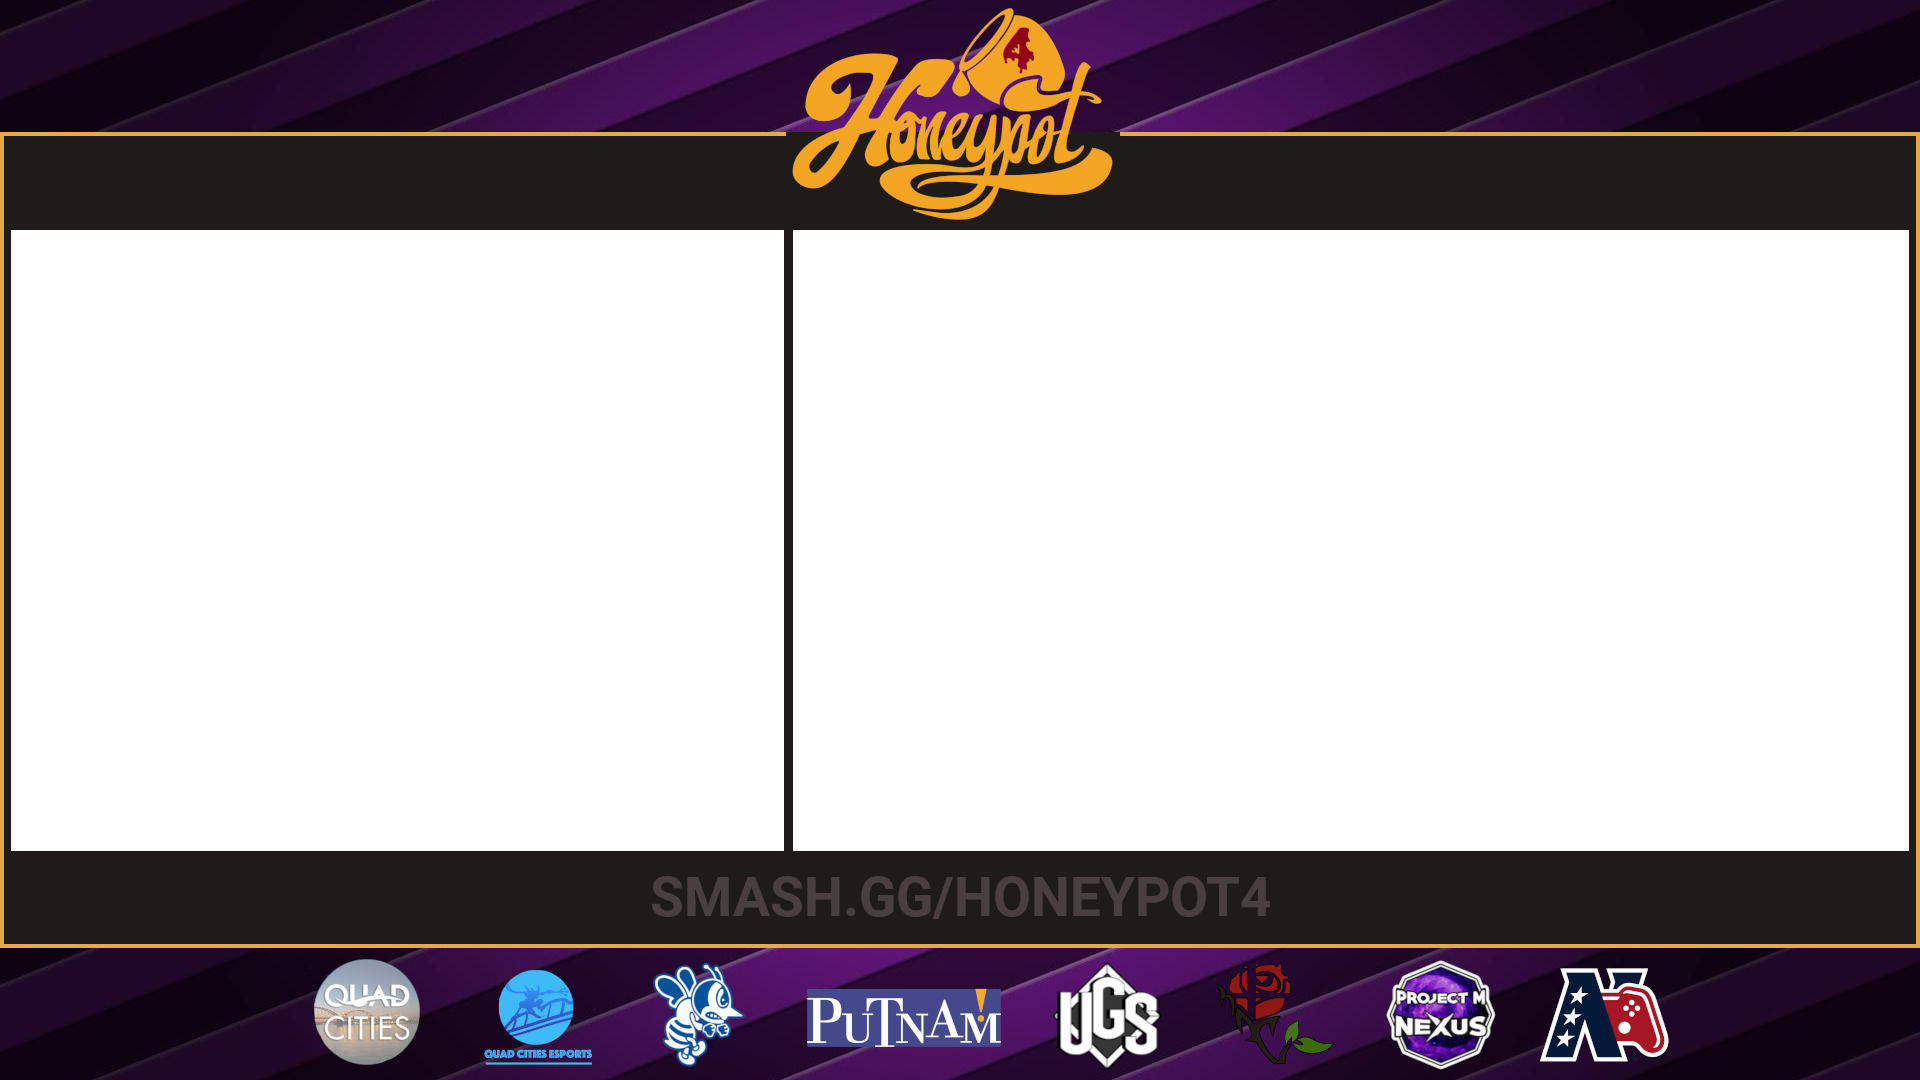 4
Honeypot
SMASH.GG/HONEYPOT4
QUAD
CITIES
QUAD CITIES ESPORTS
PUTNAM!
UGS
PROJECT M
NEXUS
N